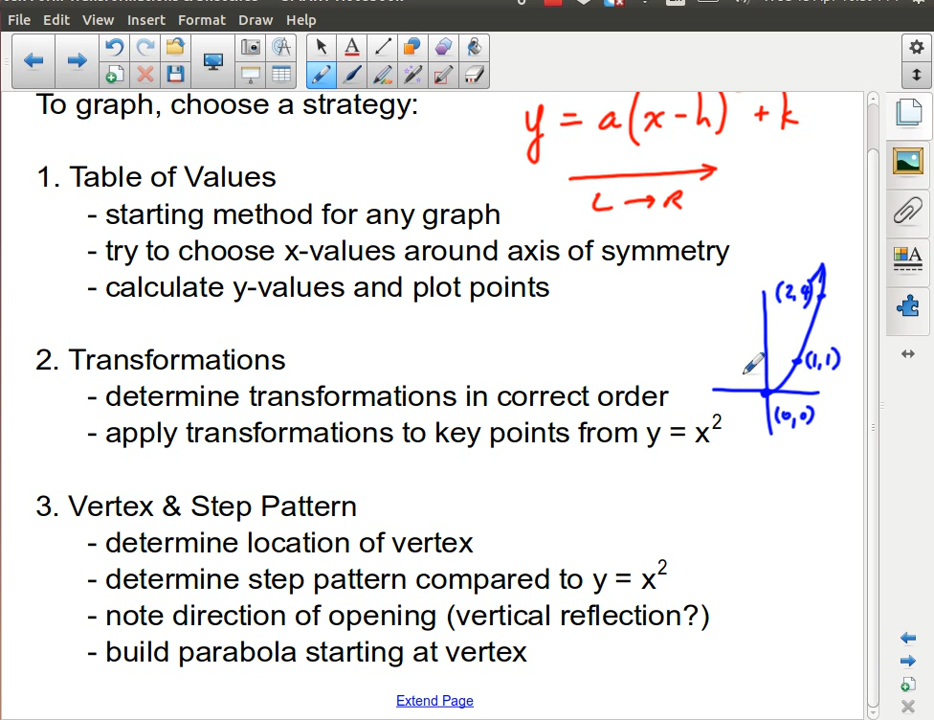 File Edit View Insert Format Draw Help
To graph, choose a strategy:
y = a(x-h) + k
L → R
1. Table of Values
- starting method for any graph
- try to choose x-values around axis of symmetry
- calculate y-values and plot points
(2,4)
(1,1)
(0,0)
2. Transformations
- determine transformations in correct order
- apply transformations to key points from y = x²
3. Vertex & Step Pattern
- determine location of vertex
- determine step pattern compared to y = x²
- note direction of opening (vertical reflection?)
- build parabola starting at vertex
Extend Page